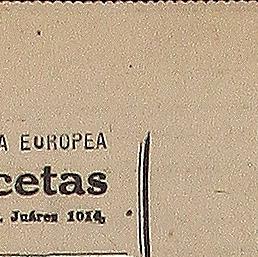 A EUROPEA
cetas
. Juárez 1014,